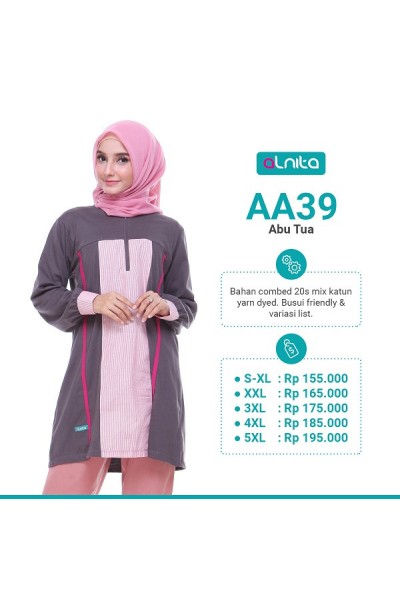 alnita
AA39
Abu Tua
Bahan combed 20s mix katun
yarn dyed. Busui friendly &
variasi list.
● S-XL : Rp 155.000
● XXL : Rp 165.000
● 3XL : Rp 175.000
● 4XL : Rp 185.000
● 5XL : Rp 195.000